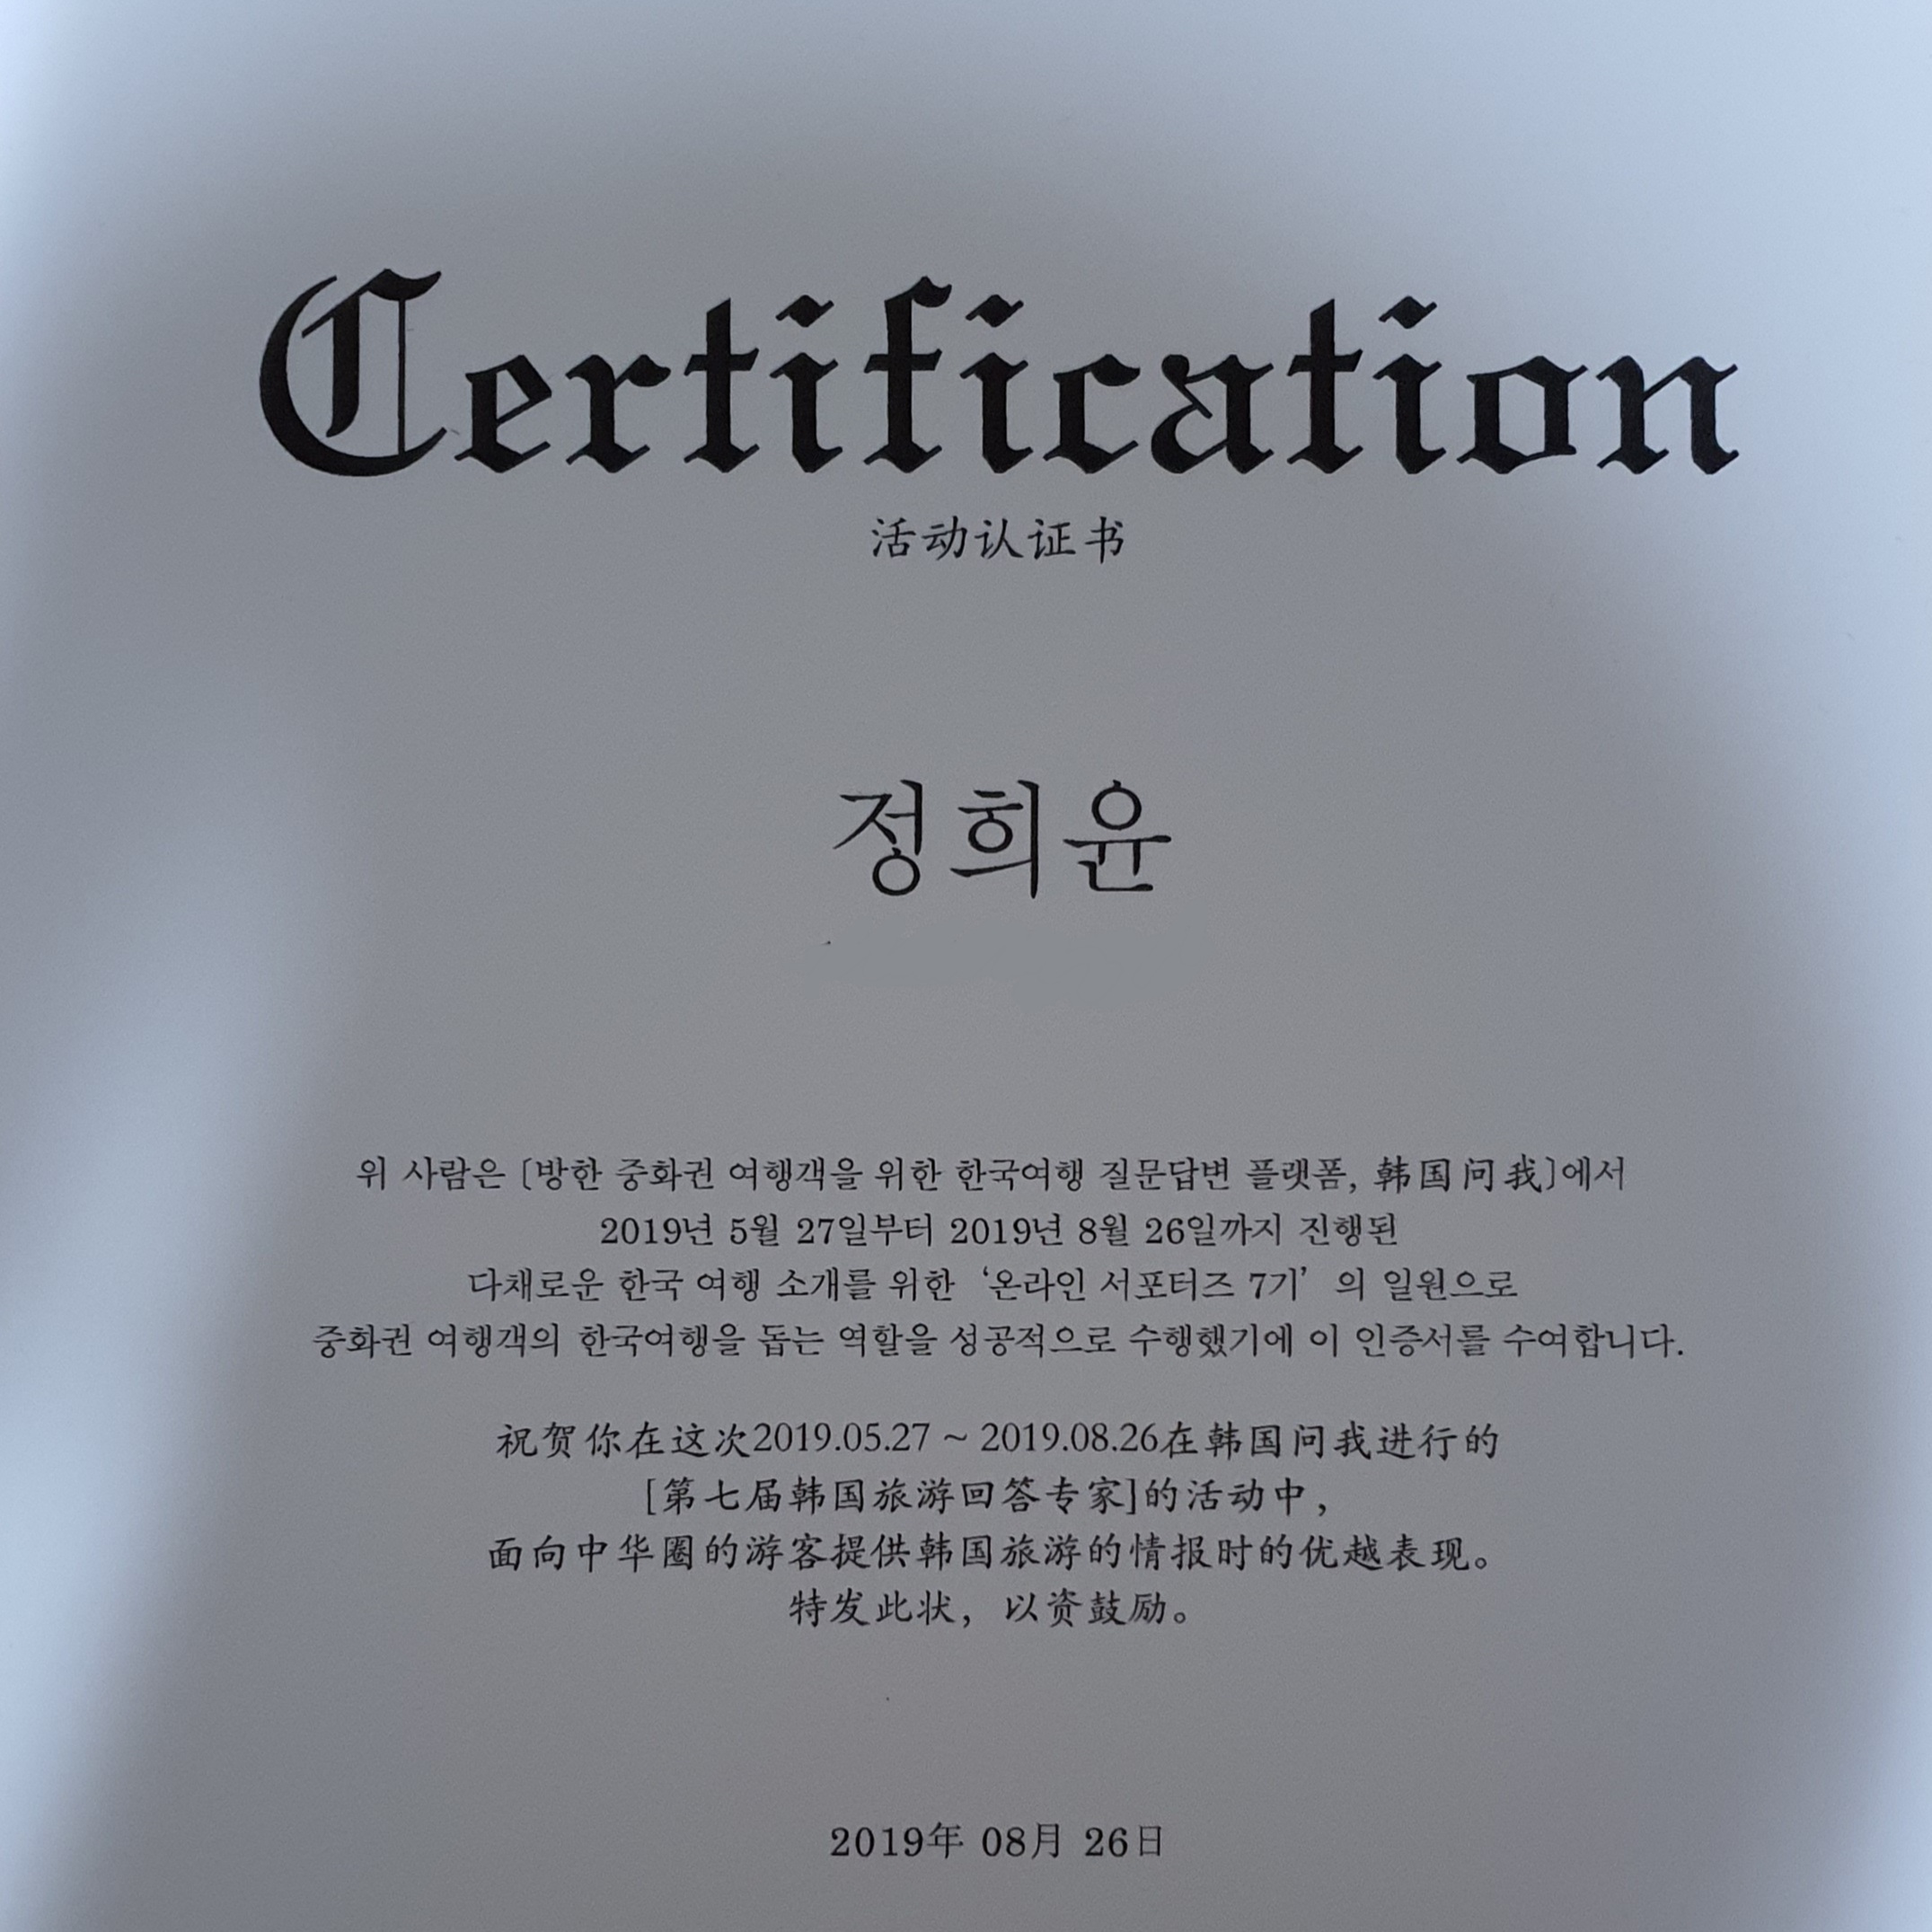 Certification
活动认证书
정희윤
위 사람은 [방한 중화권 여행객을 위한 한국여행 질문답변 플랫폼, 韩国问我]에서
2019년 5월 27일부터 2019년 8월 26일까지 진행된
다채로운 한국 여행 소개를 위한 ‘온라인 서포터즈 7기’ 의 일원으로
중화권 여행객의 한국여행을 돕는 역할을 성공적으로 수행했기에 이 인증서를 수여합니다.
祝贺你在这次2019.05.27 ~ 2019.08.26在韩国问我进行的
[第七届韩国旅游回答专家]的活动中，
面向中华圈的游客提供韩国旅游的情报时的优越表现。
特发此状，以资鼓励。
2019年 08月 26日